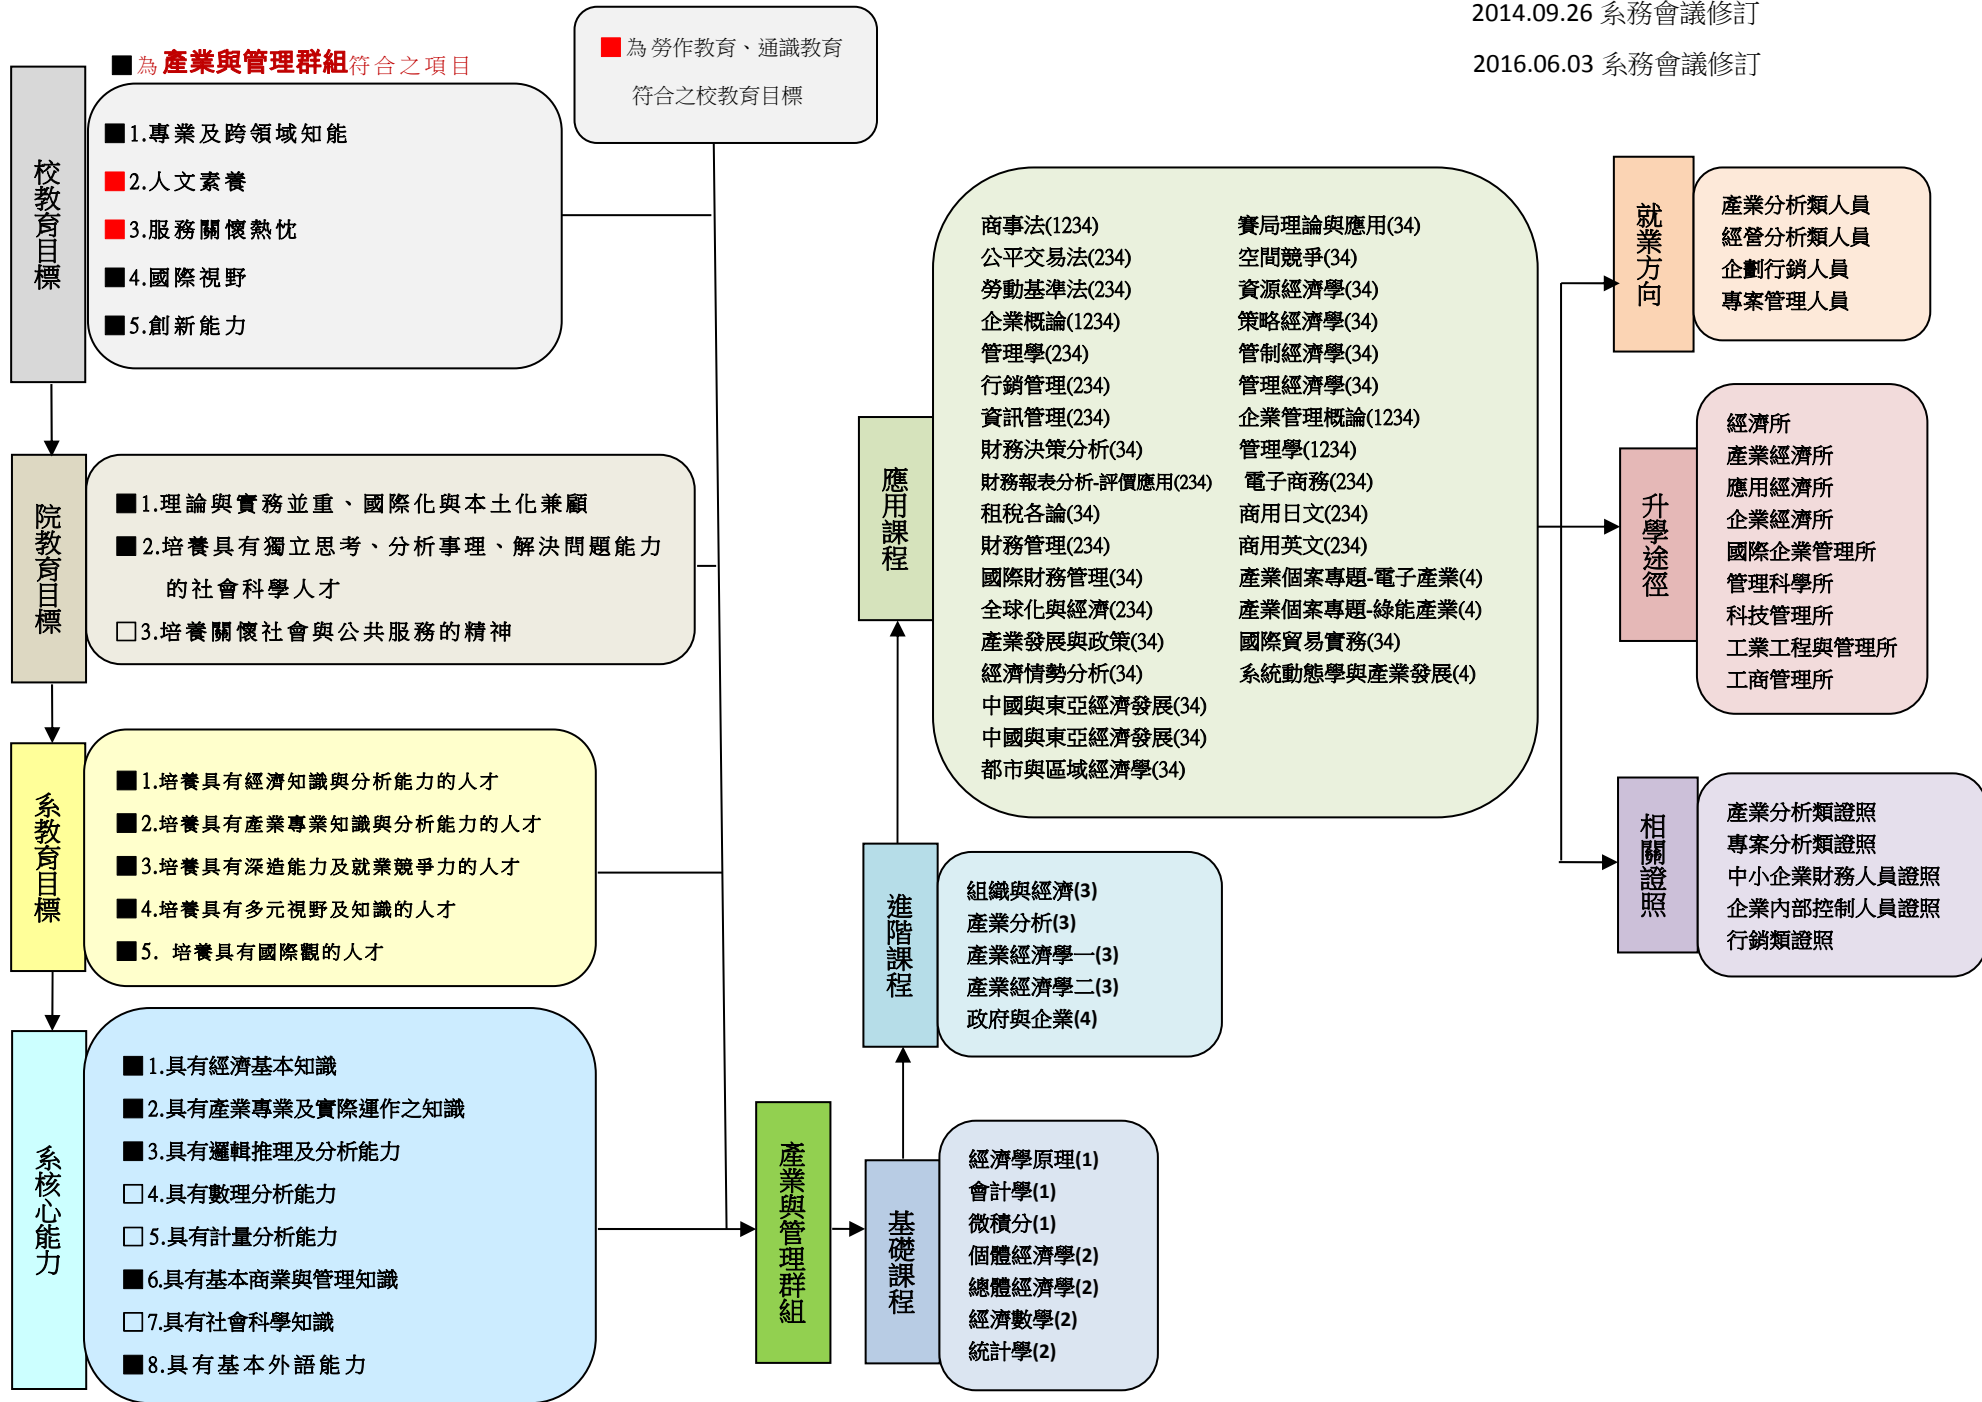 2014.09.26 系務會議修訂
2016.06.03 系務會議修訂
■為 產業與管理群組符合之項目
■為 勞作教育、通識教育
符合之校教育目標
校教育目標
■1.專業及跨領域知能
■2.人文素養
■3.服務關懷熱忱
■4.國際視野
■5.創新能力
院教育目標
■1.理論與實務並重、國際化與本土化兼顧
■2.培養具有獨立思考、分析事理、解決問題能力
的社會科學人才
□3.培養關懷社會與公共服務的精神
系教育目標
■1.培養具有經濟知識與分析能力的人才
■2.培養具有產業專業知識與分析能力的人才
■3.培養具有深造能力及就業競爭力的人才
■4.培養具有多元視野及知識的人才
■5. 培養具有國際觀的人才
系核心能力
■1.具有經濟基本知識
■2.具有產業專業及實際運作之知識
■3.具有邏輯推理及分析能力
□4.具有數理分析能力
□5.具有計量分析能力
■6.具有基本商業與管理知識
□7.具有社會科學知識
■8.具有基本外語能力
產業與管理群組
基礎課程
經濟學原理(1)
會計學(1)
微積分(1)
個體經濟學(2)
總體經濟學(2)
經濟數學(2)
統計學(2)
進階課程
組織與經濟(3)
產業分析(3)
產業經濟學一(3)
產業經濟學二(3)
政府與企業(4)
應用課程
商事法(1234)
公平交易法(234)
勞動基準法(234)
企業概論(1234)
管理學(234)
行銷管理(234)
資訊管理(234)
財務決策分析(34)
財務報表分析-評價應用(234)
租稅各論(34)
財務管理(234)
國際財務管理(34)
全球化與經濟(234)
產業發展與政策(34)
經濟情勢分析(34)
中國與東亞經濟發展(34)
中國與東亞經濟發展(34)
都市與區域經濟學(34)
賽局理論與應用(34)
空間競爭(34)
資源經濟學(34)
策略經濟學(34)
管制經濟學(34)
管理經濟學(34)
企業管理概論(1234)
管理學(1234)
電子商務(234)
商用日文(234)
商用英文(234)
產業個案專題-電子產業(4)
產業個案專題-綠能產業(4)
國際貿易實務(34)
系統動態學與產業發展(4)
就業方向
產業分析類人員
經營分析類人員
企劃行銷人員
專案管理人員
升學途徑
經濟所
產業經濟所
應用經濟所
企業經濟所
國際企業管理所
管理科學所
科技管理所
工業工程與管理所
工商管理所
相關證照
產業分析類證照
專案分析類證照
中小企業財務人員證照
企業內部控制人員證照
行銷類證照